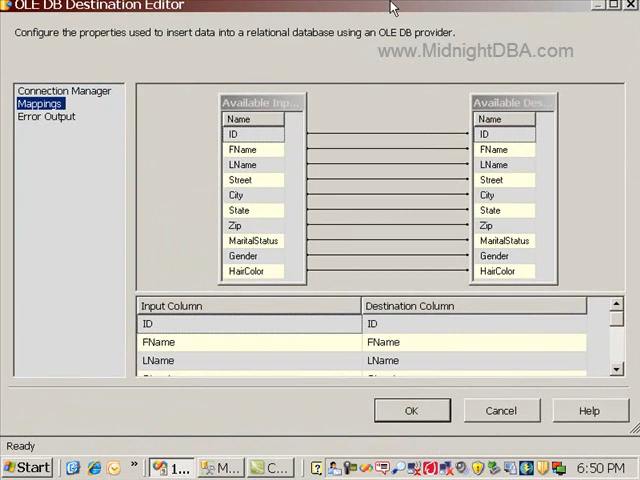 OLE DB Destination Editor
Configure the properties used to insert data into a relational database using an OLE DB provider.
www.MidnightDBA.com
Connection Manager
Mappings
Error Output
Available Inp...
Name
ID
FName
LName
Street
City
State
Zip
MaritalStatus
Gender
HairColor
Available Des...
Name
ID
FName
LName
Street
City
State
Zip
MaritalStatus
Gender
HairColor
Input Column Destination Column
ID ID
FName FName
LName LName
OK Cancel Help
Ready
Start » 1... M... C... 6:50 PM